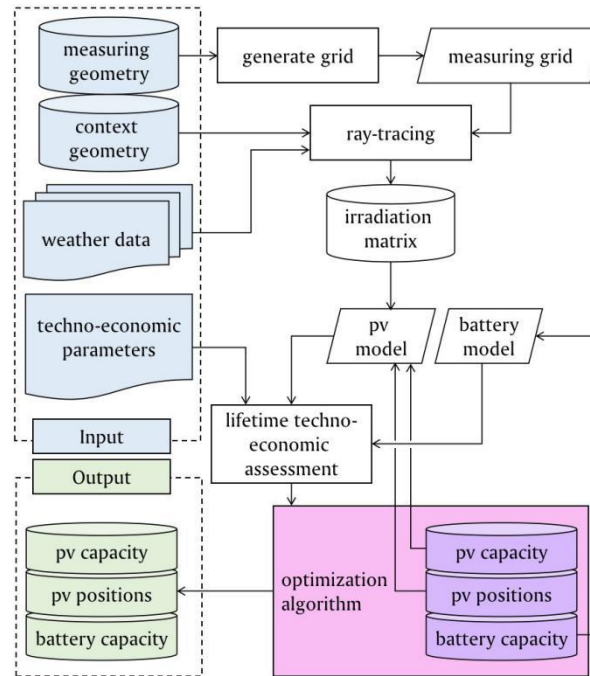 measuring
geometry
generate grid
measuring grid
context
geometry
ray-tracing
weather data
irradiation
matrix
techno-economic
parameters
pv
model
battery
model
lifetime techno-
economic
assessment
Input
Output
pv capacity
pv positions
battery capacity
optimization
algorithm
pv capacity
pv positions
battery capacity